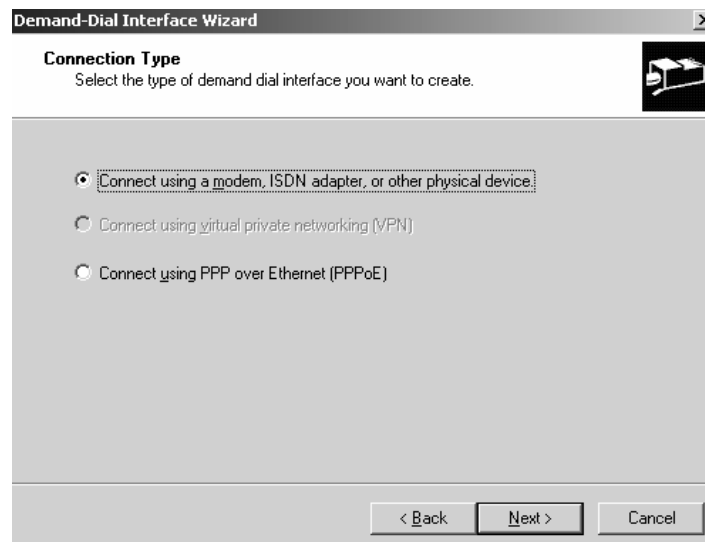 Demand-Dial Interface Wizard
Connection Type
Select the type of demand dial interface you want to create.
Connect using a modem, ISDN adapter, or other physical device.
Connect using virtual private networking (VPN)
Connect using PPP over Ethernet (PPPoE)
< Back Next > Cancel